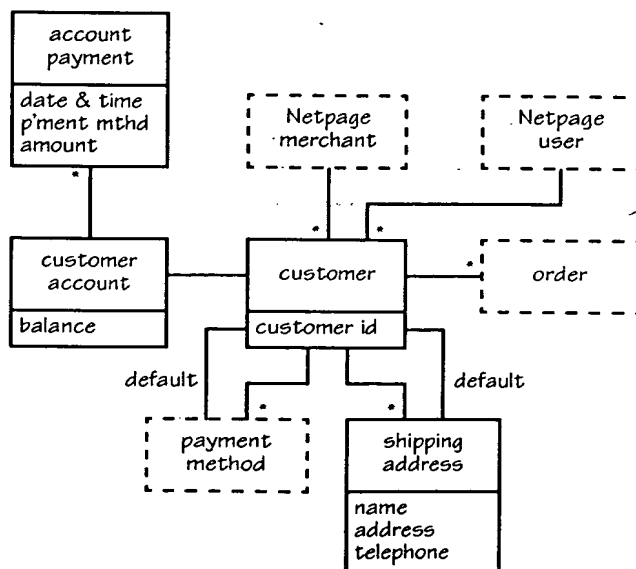 account
payment
date & time
p'ment mthd
amount
*
Netpage
merchant
*
Netpage
user
*
customer
account
balance
customer
customer id
*
order
default
*
payment
method
*
default
shipping
address
name
address
telephone